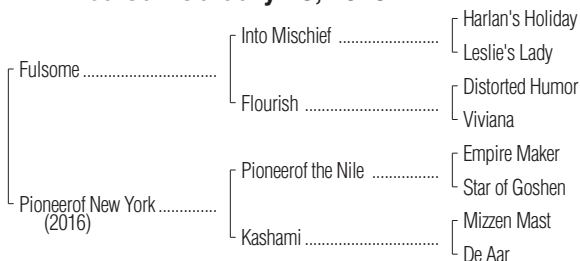 Harlan's Holiday
Into Mischief ......................
Leslie's Lady
Fulsome .............................
Distorted Humor
Flourish .............................
Viviana
Empire Maker
Pioneerof the Nile ...............
Star of Goshen
Pioneerof New York .............
(2016)
Mizzen Mast
Kashami .............................
De Aar